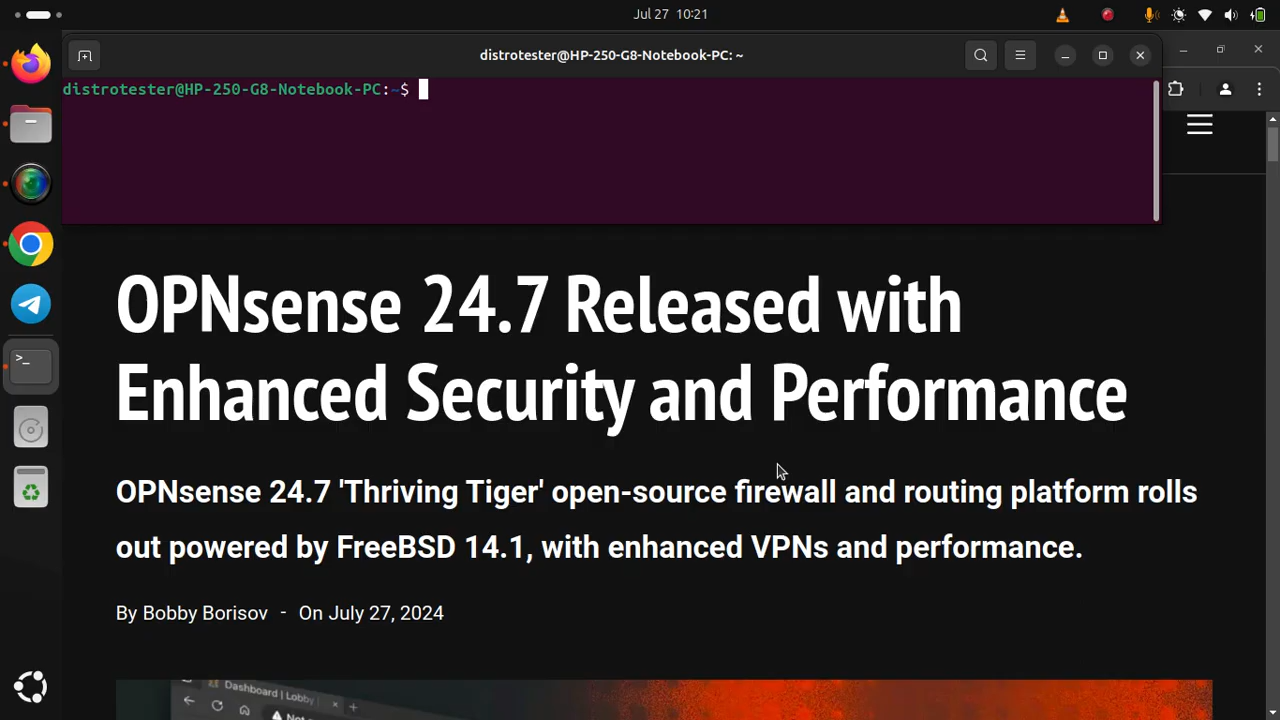 Jul 27 10:21
distrotester@HP-250-G8-Notebook-PC: ~
distrotester@HP-250-G8-Notebook-PC:~$
OPNsense 24.7 Released with
Enhanced Security and Performance
OPNsense 24.7 'Thriving Tiger' open-source firewall and routing platform rolls
out powered by FreeBSD 14.1, with enhanced VPNs and performance.
By Bobby Borisov - On July 27, 2024
Dashboard | Lobby